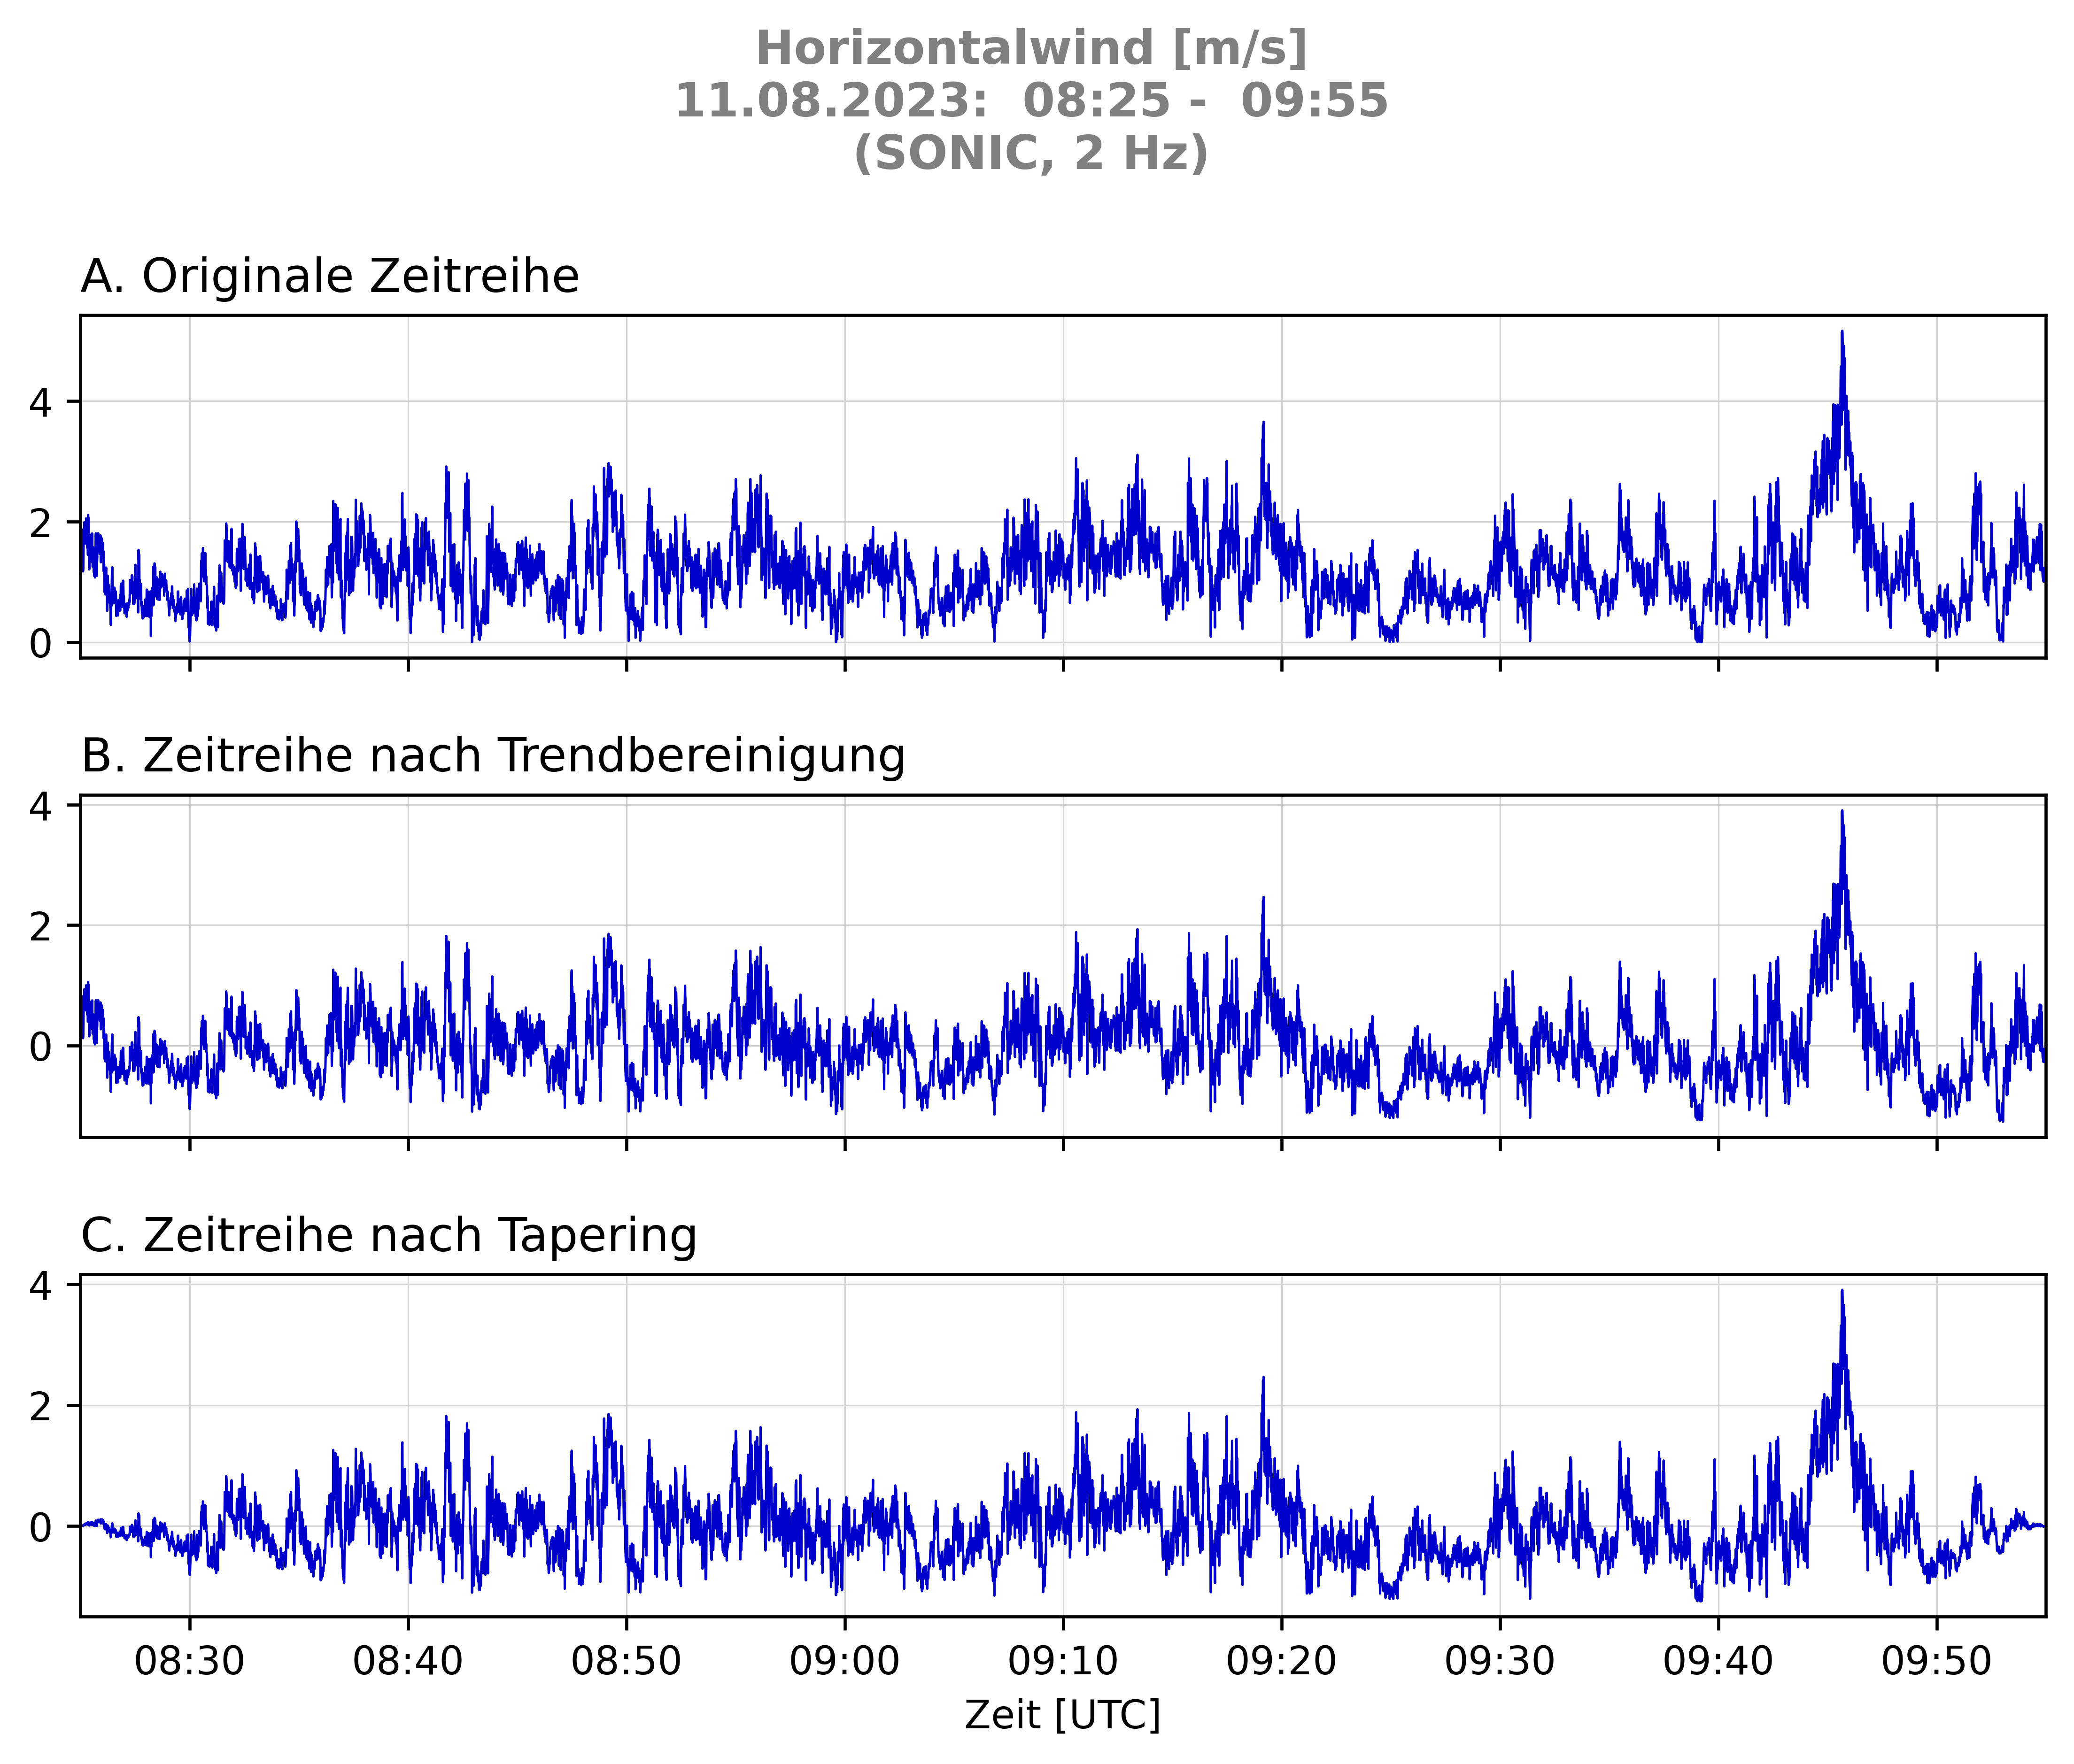 Horizontalwind [m/s]
11.08.2023:  08:25 -  09:55
(SONIC, 2 Hz)
A. Originale Zeitreihe
4
2
0
B. Zeitreihe nach Trendbereinigung
4
2
0
C. Zeitreihe nach Tapering
4
2
0
08:30 08:40 08:50 09:00 09:10 09:20 09:30 09:40 09:50
Zeit [UTC]